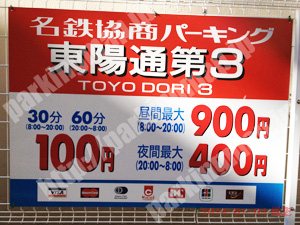 名鉄協商パーキング
東陽通第3
TOYO DORI 3
30分 60分
(8:00〜20:00) (20:00〜8:00)
100円
昼間最大 900円
(8:00〜20:00)
夜間最大 400円
(20:00〜8:00)